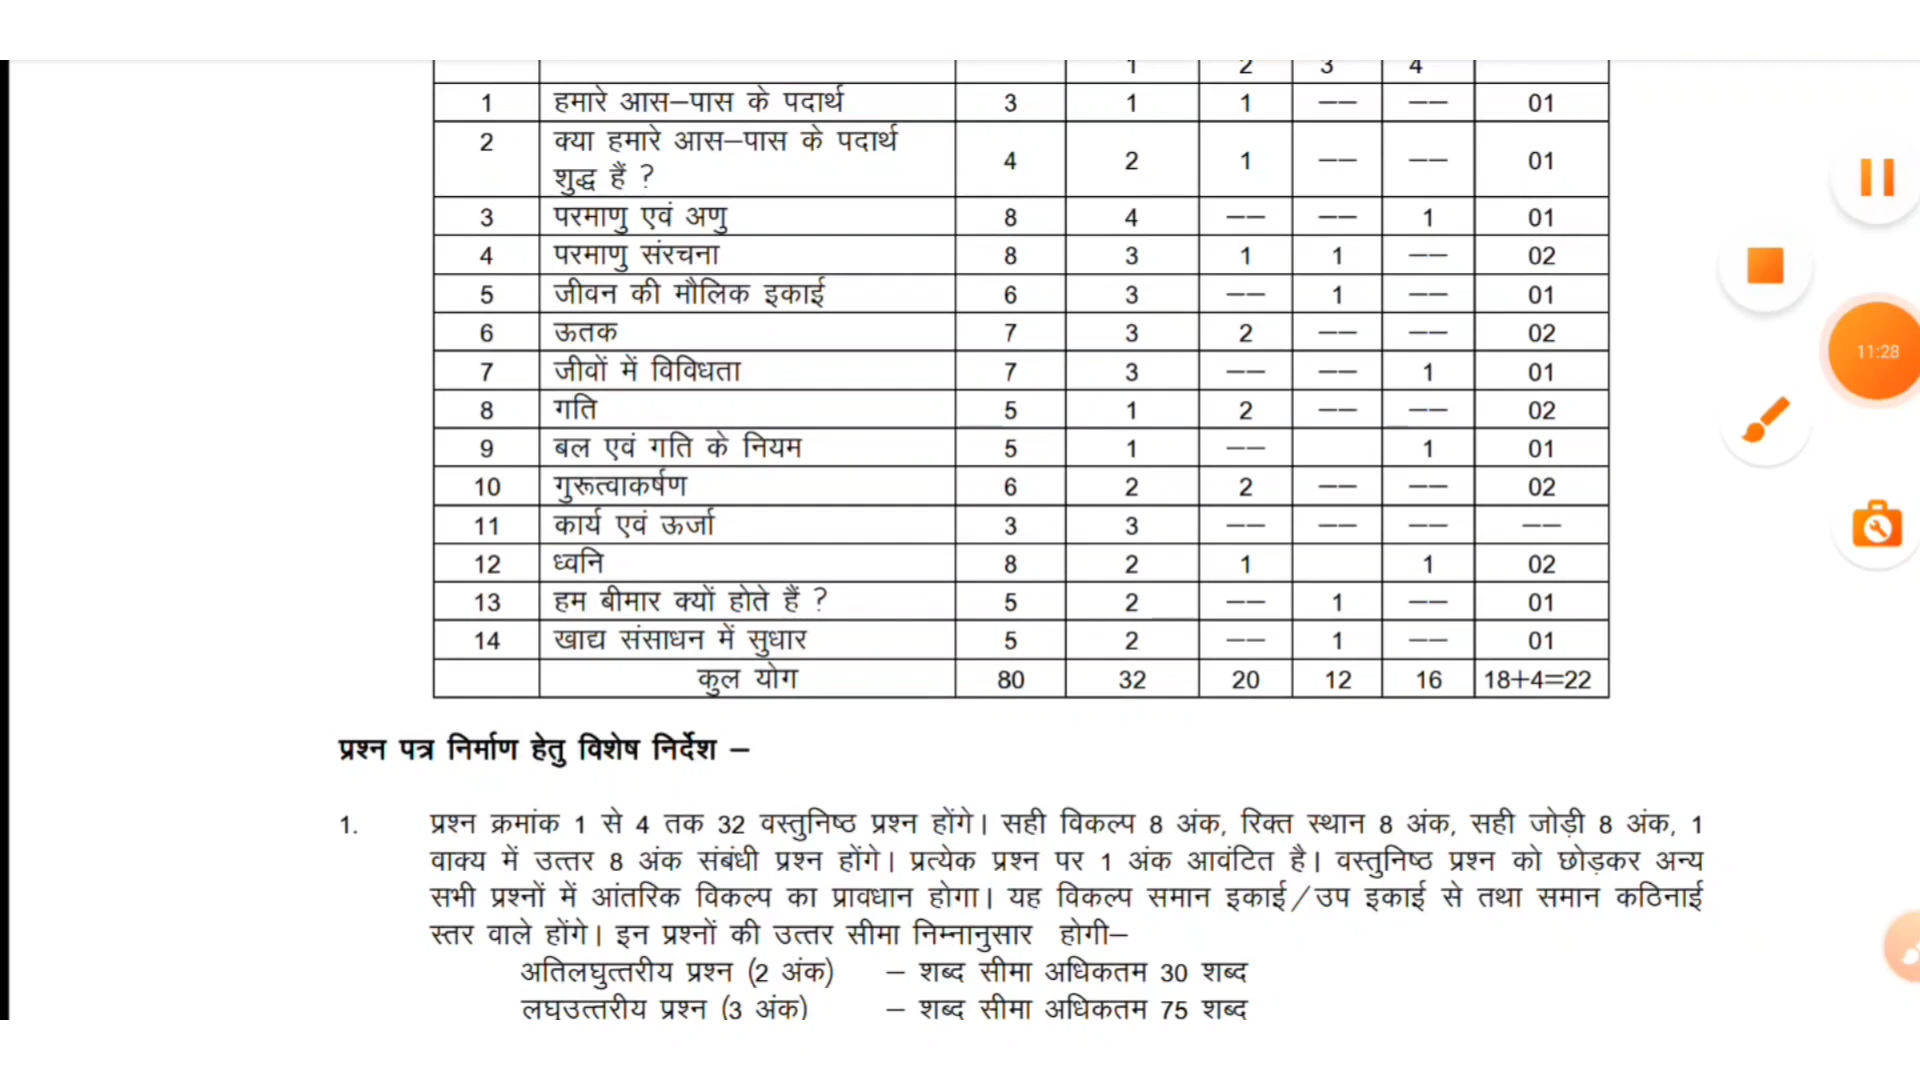 1 2 3 4
1 हमारे आस–पास के पदार्थ 3 1 1 —— —— 01
2 क्या हमारे आस–पास के पदार्थ
शुद्ध हैं ? 4 2 1 —— —— 01
3 परमाणु एवं अणु 8 4 —— —— 1 01
4 परमाणु संरचना 8 3 1 1 —— 02
5 जीवन की मौलिक इकाई 6 3 —— 1 —— 01
6 ऊतक 7 3 2 —— —— 02
7 जीवों में विविधता 7 3 —— —— 1 01
8 गति 5 1 2 —— —— 02
9 बल एवं गति के नियम 5 1 —— 1 01
10 गुरूत्वाकर्षण 6 2 2 —— —— 02
11 कार्य एवं ऊर्जा 3 3 —— —— —— ——
12 ध्वनि 8 2 1 1 02
13 हम बीमार क्यों होते हैं ? 5 2 —— 1 —— 01
14 खाद्य संसाधन में सुधार 5 2 —— 1 —— 01
कुल योग 80 32 20 12 16 18+4=22
प्रश्न पत्र निर्माण हेतु विशेष निर्देश –
1. प्रश्न क्रमांक 1 से 4 तक 32 वस्तुनिष्ठ प्रश्न होंगे। सही विकल्प 8 अंक, रिक्त स्थान 8 अंक, सही जोड़ी 8 अंक, 1
वाक्य में उत्तर 8 अंक संबंधी प्रश्न होंगे। प्रत्येक प्रश्न पर 1 अंक आवंटित है। वस्तुनिष्ठ प्रश्न को छोड़कर अन्य
सभी प्रश्नों में आंतरिक विकल्प का प्रावधान होगा। यह विकल्प समान इकाई/उप इकाई से तथा समान कठिनाई
स्तर वाले होंगे। इन प्रश्नों की उत्तर सीमा निम्नानुसार होगी–
अतिलघुत्तरीय प्रश्न (2 अंक) – शब्द सीमा अधिकतम 30 शब्द
लघुउत्तरीय प्रश्न (3 अंक) – शब्द सीमा अधिकतम 75 शब्द
11:28